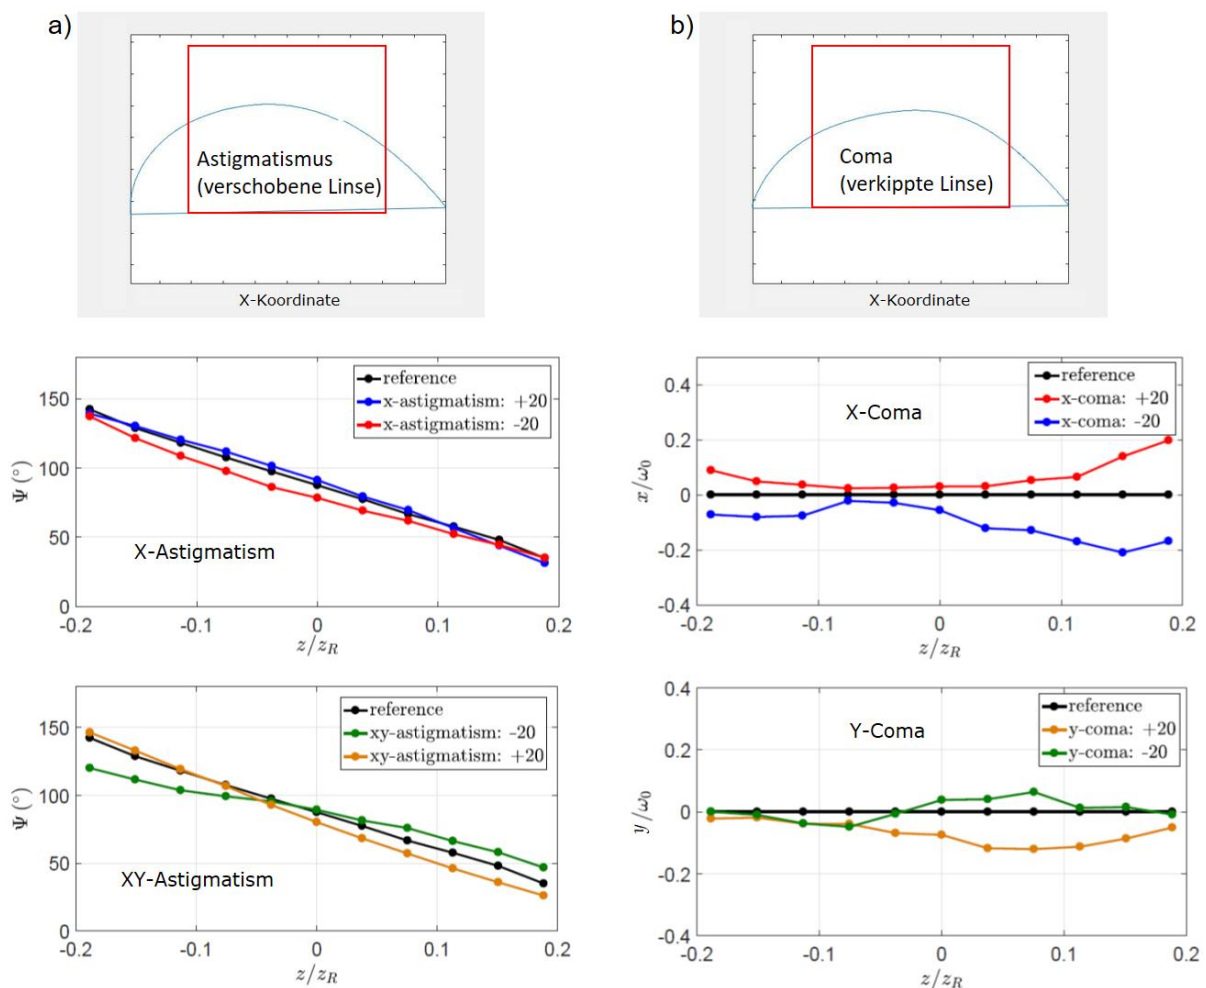 a)
Astigmatismus
(verschobene Linse)
X-Koordinate
b)
Coma
(verkippte Linse)
X-Koordinate
Ψ (°)
150
100
50
0
reference
x-astigmatism: +20
x-astigmatism: -20
X-Astigmatism
-0.2
-0.1
0
0.1
0.2
z/z_R
x/ω₀
0.4
0.2
0
-0.2
-0.4
reference
x-coma: +20
x-coma: -20
X-Coma
-0.2
-0.1
0
0.1
0.2
z/z_R
Ψ (°)
150
100
50
0
reference
xy-astigmatism: -20
xy-astigmatism: +20
XY-Astigmatism
-0.2
-0.1
0
0.1
0.2
z/z_R
y/ω₀
0.4
0.2
0
-0.2
-0.4
reference
y-coma: +20
y-coma: -20
Y-Coma
-0.2
-0.1
0
0.1
0.2
z/z_R